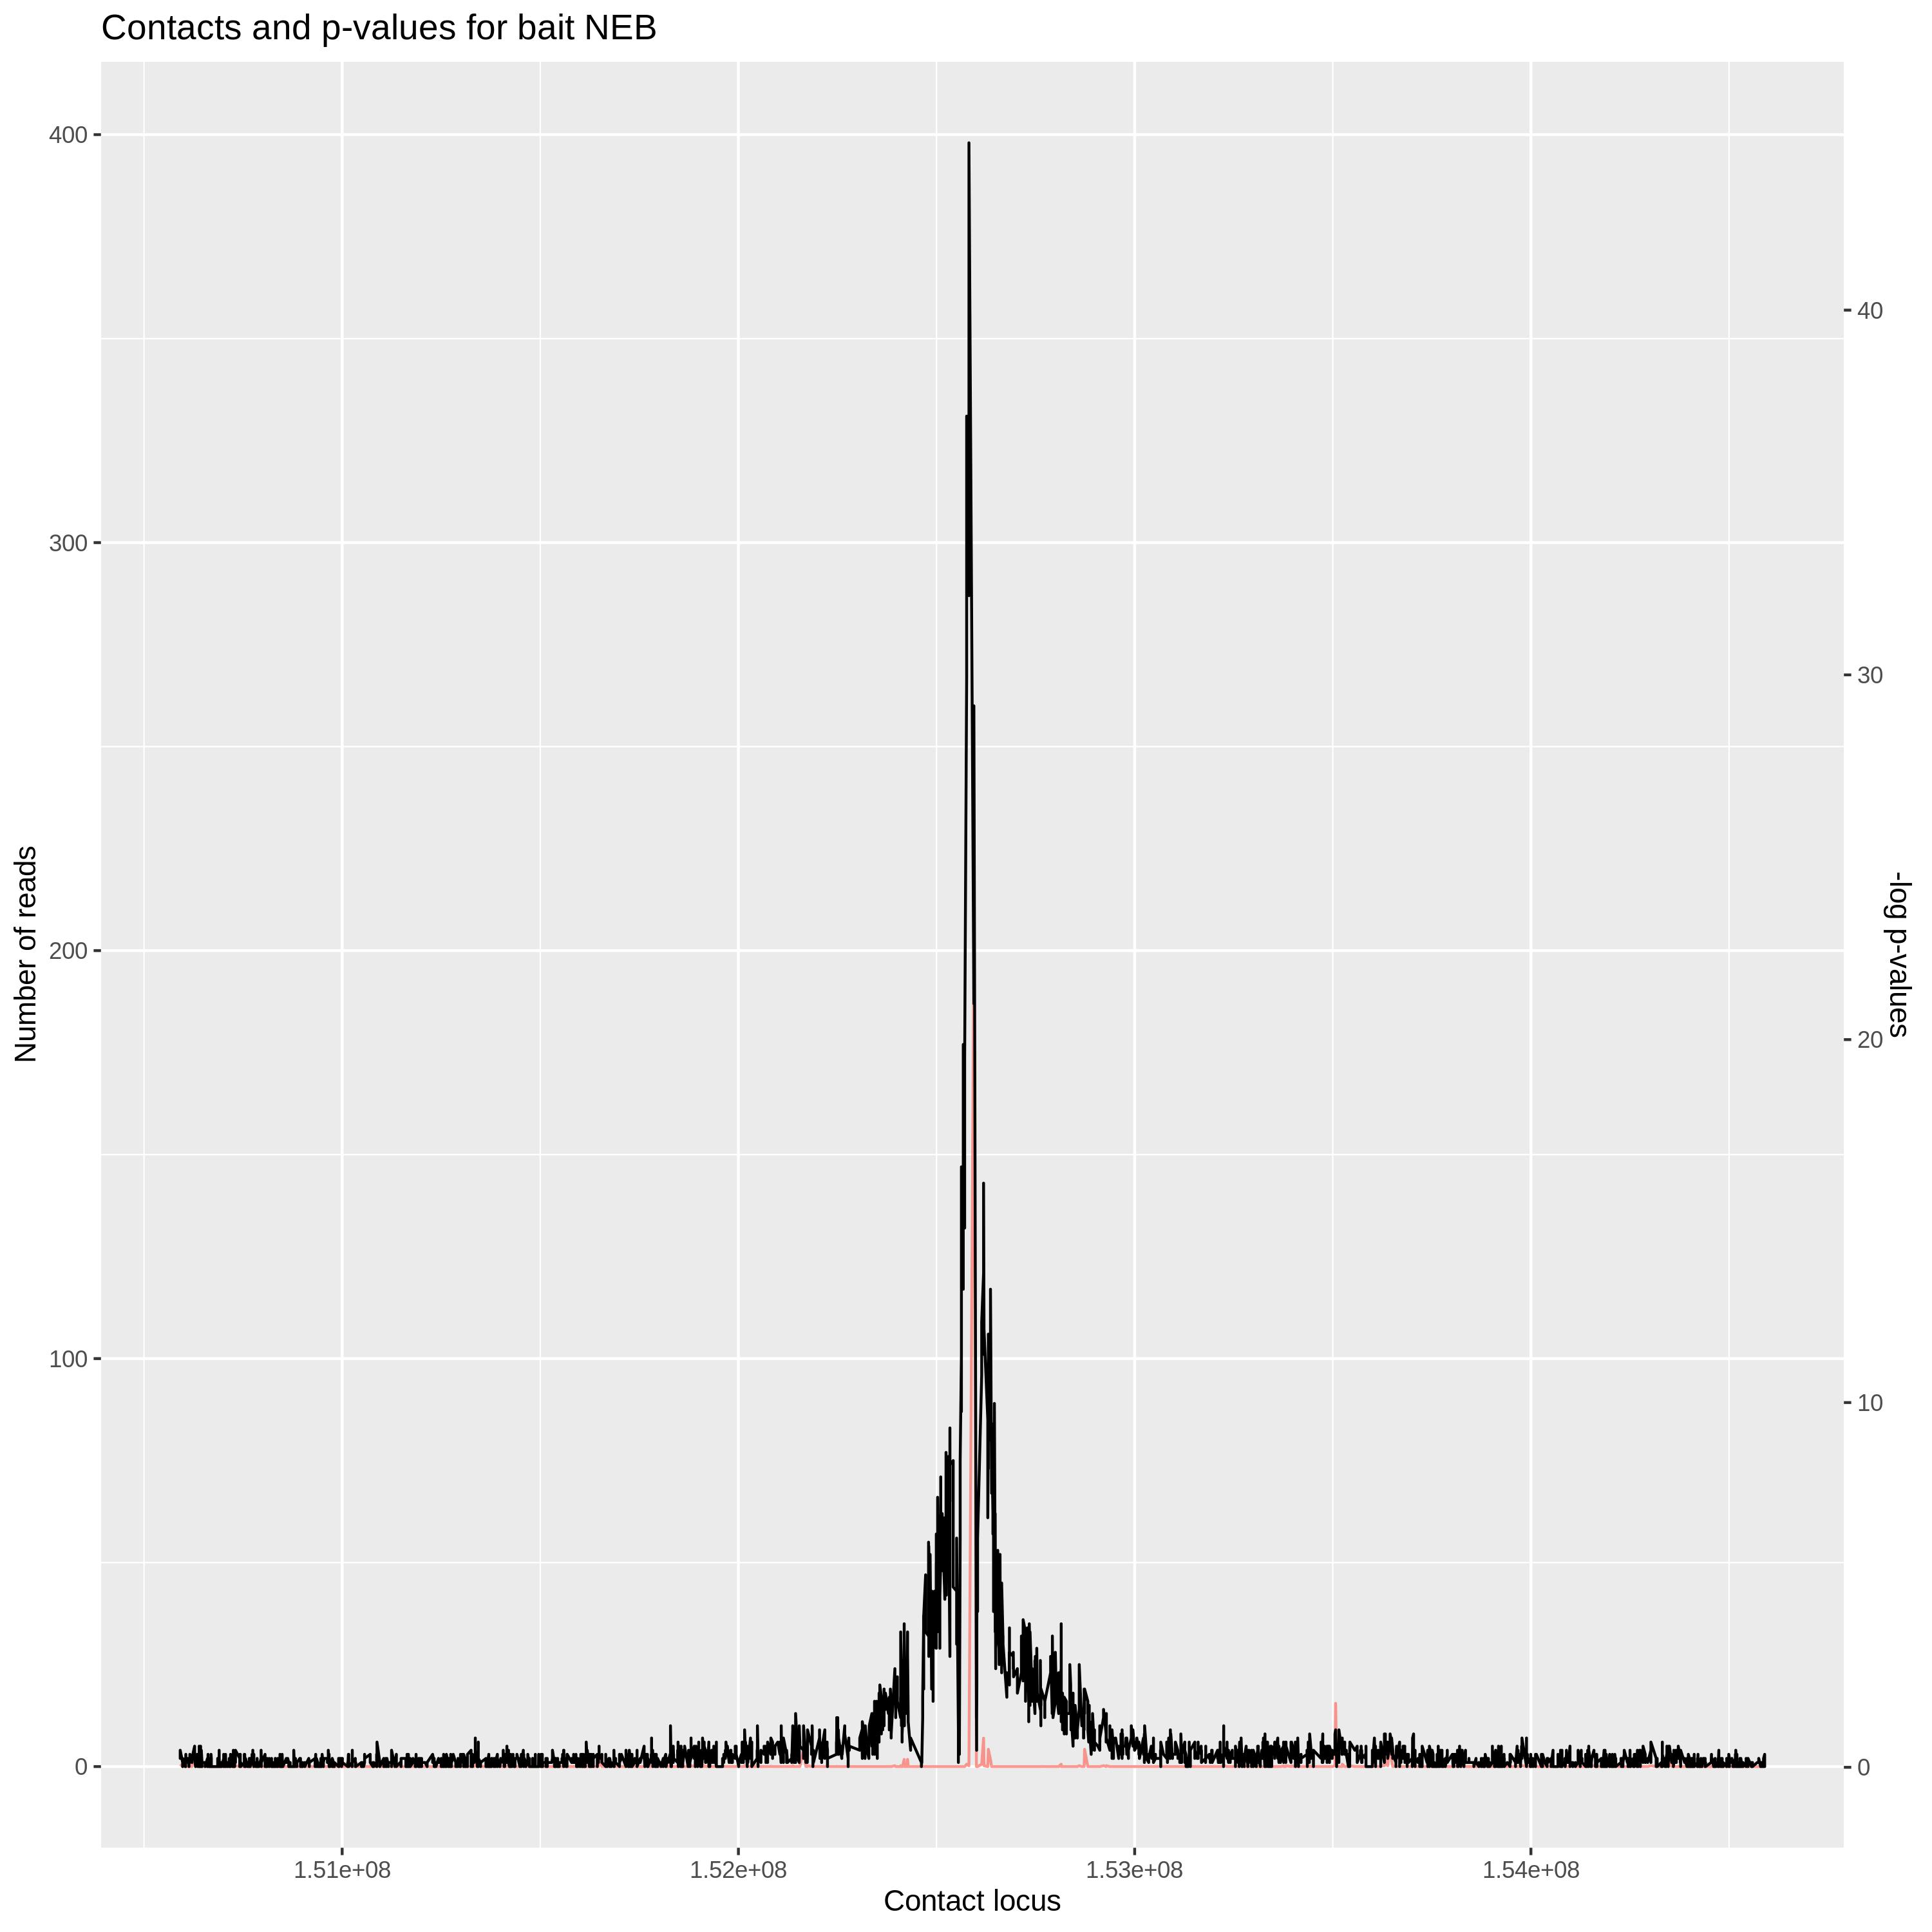 Contacts and p-values for bait NEB
400
300
200
100
0
Number of reads
40
30
20
10
0
-log p-values
1.51e+08
1.52e+08
1.53e+08
1.54e+08
Contact locus